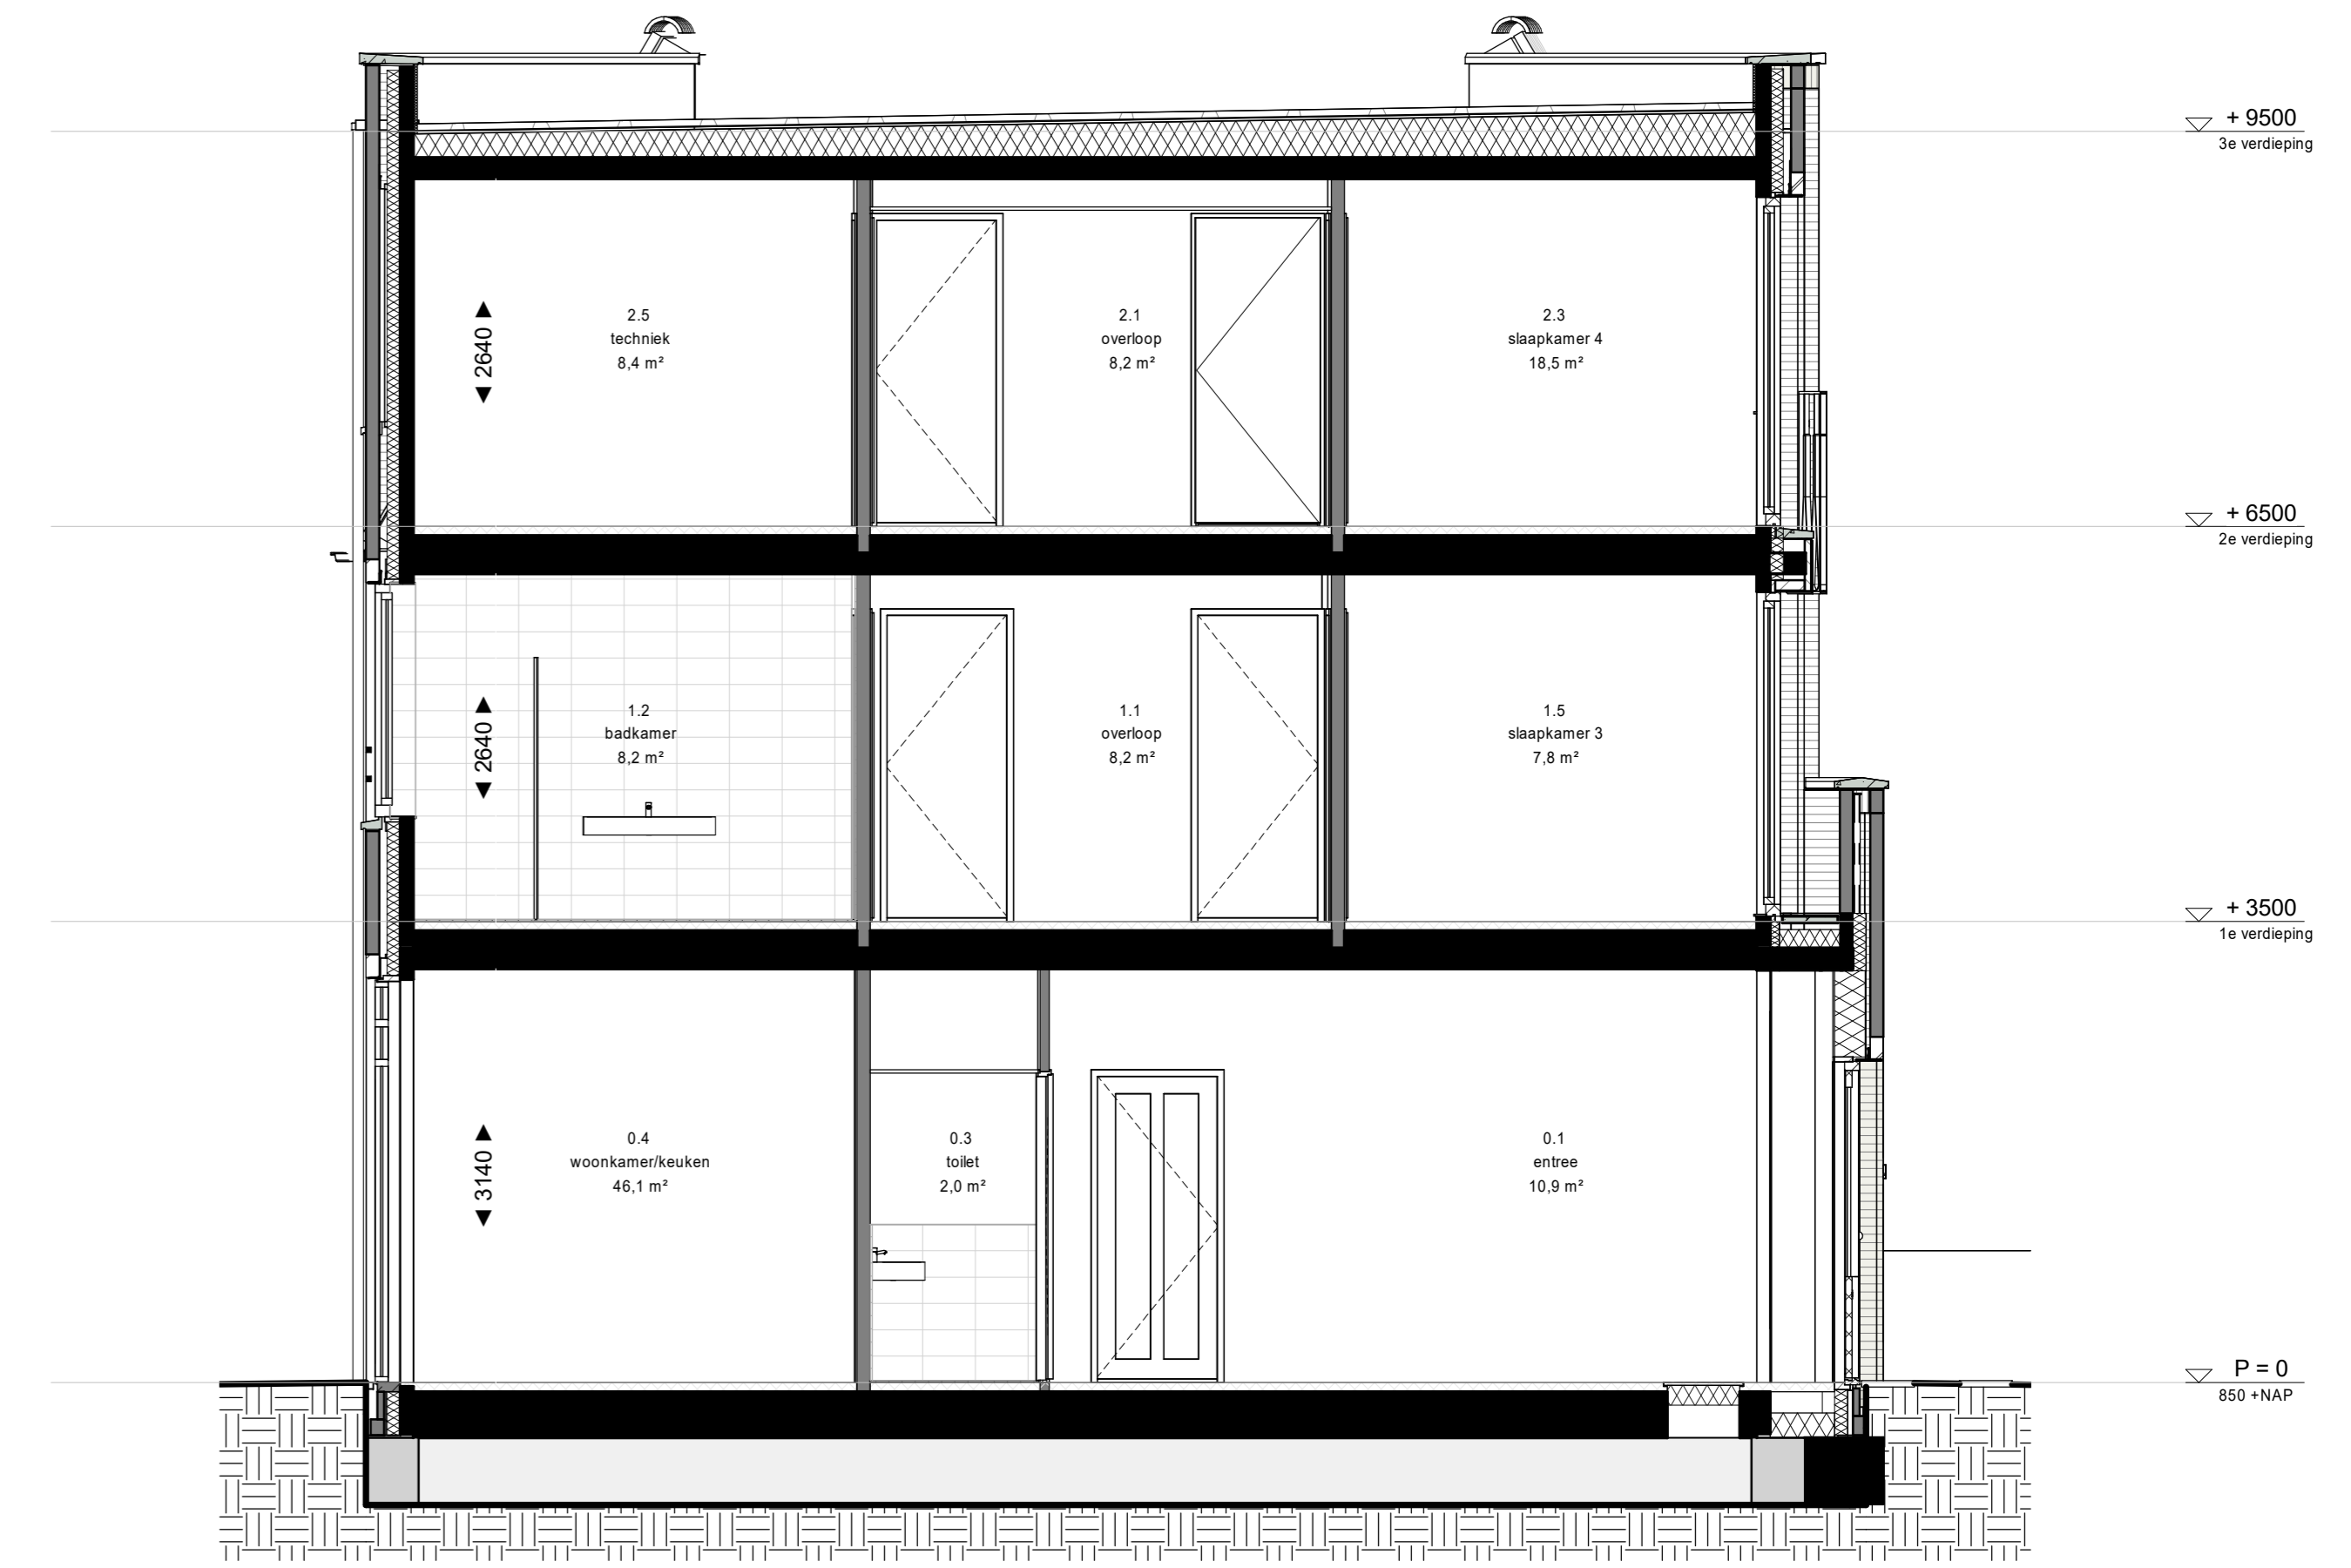 + 9500
3e verdieping
2.5
techniek
8,4 m²
2640
2.1
overloop
8,2 m²
2.3
slaapkamer 4
18,5 m²
+ 6500
2e verdieping
1.2
badkamer
8,2 m²
2640
1.1
overloop
8,2 m²
1.5
slaapkamer 3
7,8 m²
+ 3500
1e verdieping
0.4
woonkamer/keuken
46,1 m²
3140
0.3
toilet
2,0 m²
0.1
entree
10,9 m²
P = 0
850 +NAP